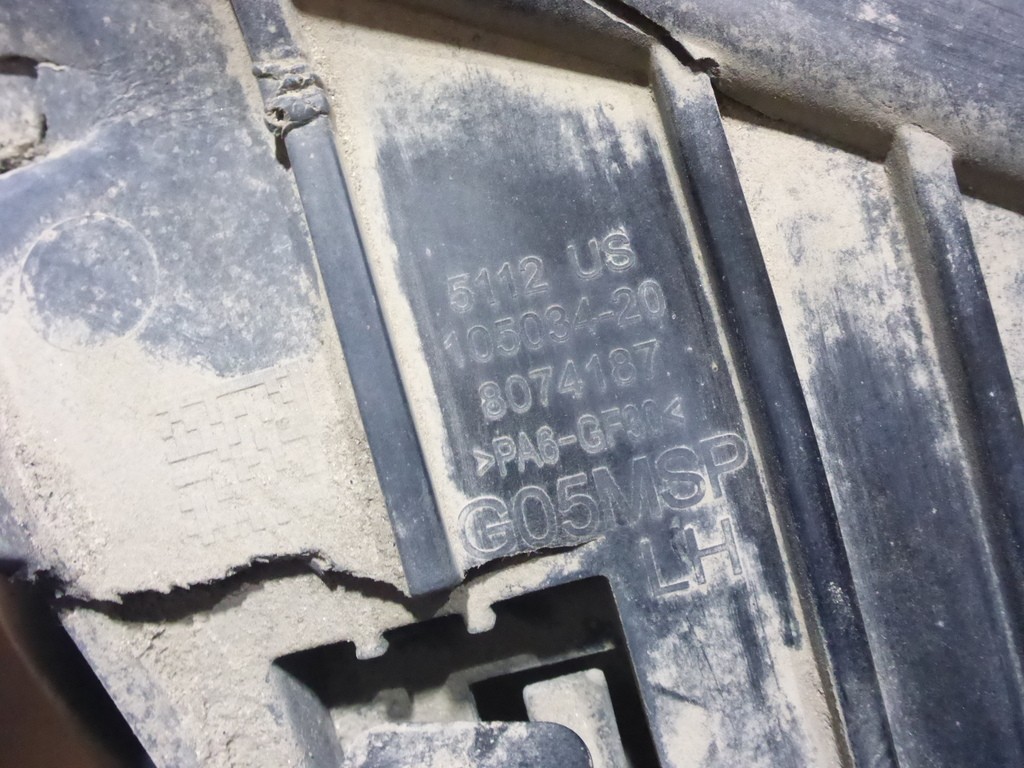 5112 US
105034-20
8074187
>PA6-GF30<
G05MSP
LH